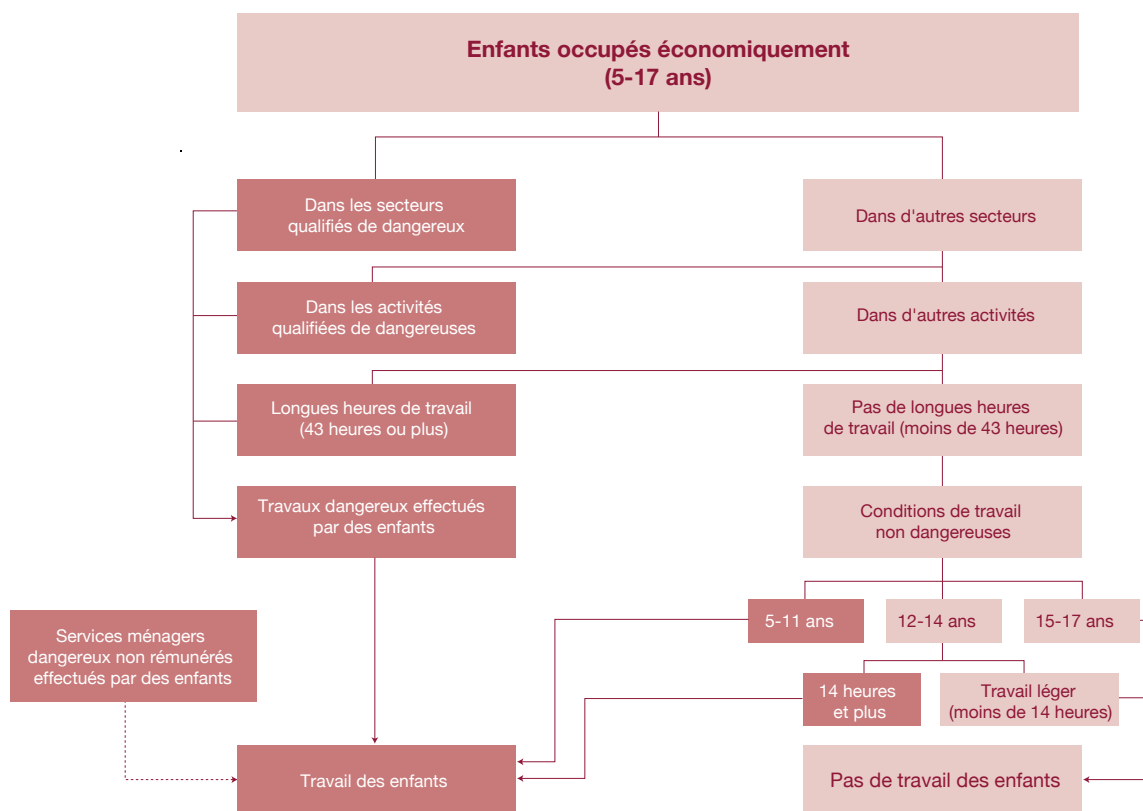 Enfants occupés économiquement
(5-17 ans)
Dans les secteurs
qualifiés de dangereux
Dans d'autres secteurs
Dans les activités
qualifiées de dangereuses
Dans d'autres activités
Longues heures de travail
(43 heures ou plus)
Pas de longues heures
de travail (moins de 43 heures)
Travaux dangereux effectués
par des enfants
Conditions de travail
non dangereuses
5-11 ans
12-14 ans
15-17 ans
Services ménagers
dangereux non rémunérés
effectués par des enfants
14 heures
et plus
Travail léger
(moins de 14 heures)
Travail des enfants
Pas de travail des enfants